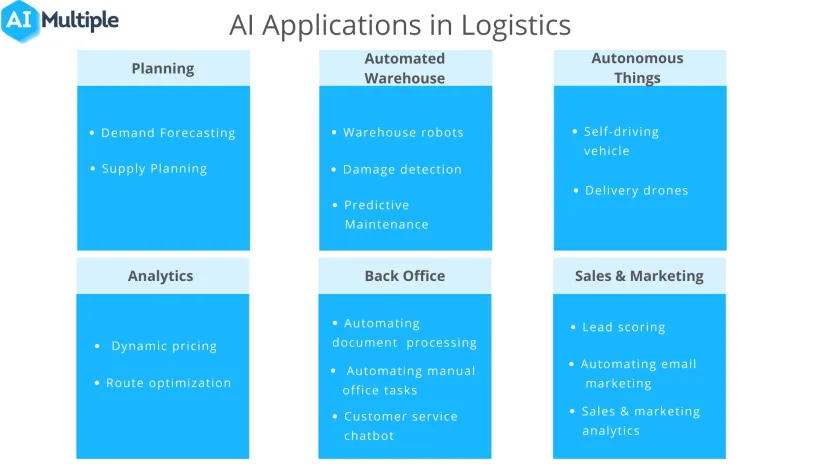 AI Multiple
AI Applications in Logistics
Planning
• Demand Forecasting
• Supply Planning
Automated
Warehouse
• Warehouse robots
• Damage detection
• Predictive
Maintenance
Autonomous
Things
• Self-driving
vehicle
• Delivery drones
Analytics
• Dynamic pricing
• Route optimization
Back Office
• Automating
document processing
• Automating manual
office tasks
• Customer service
chatbot
Sales & Marketing
• Lead scoring
• Automating email
marketing
• Sales & marketing
analytics